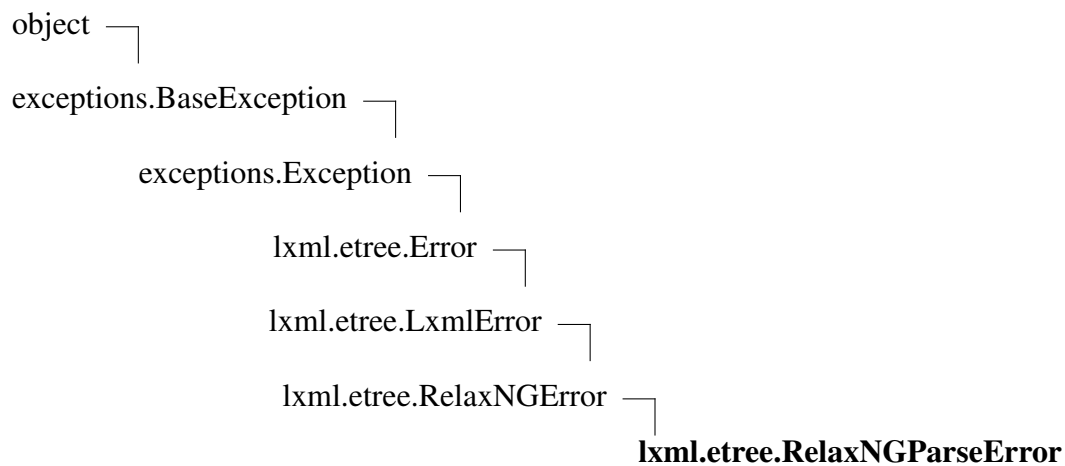 object
exceptions.BaseException
exceptions.Exception
lxml.etree.Error
lxml.etree.LxmlError
lxml.etree.RelaxNGError
lxml.etree.RelaxNGParseError